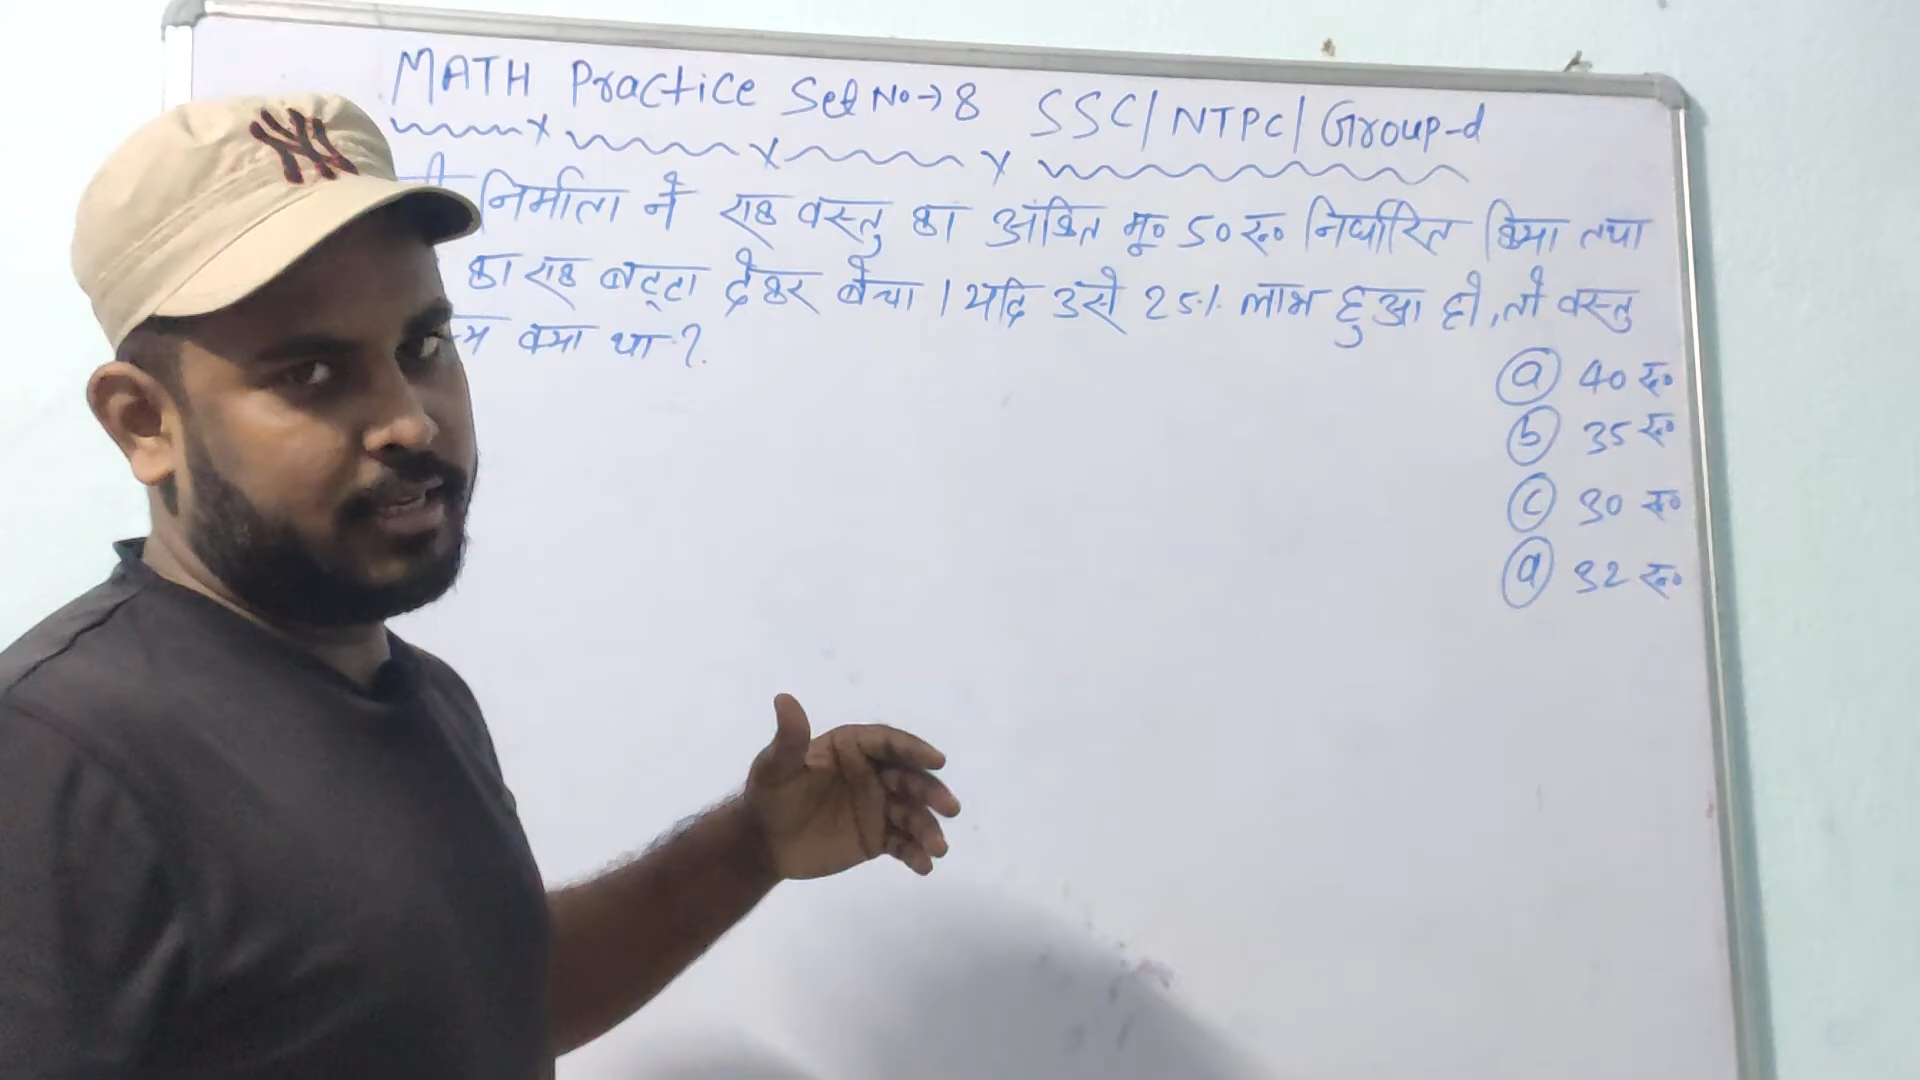 MATH Practice Set No→8 SSC/NTPC/Group-d
निर्माता ने एक वस्तु का अंकित मू० 50 रु० निर्धारित किया तथा
का एक बट्टा देकर बेचा। यदि उसे 25% लाभ हुआ हो, तो वस्तु
क्या था ?
(a) 40 रु०
(b) 35 रु०
(c) 30 रु०
(d) 32 रु०
NY